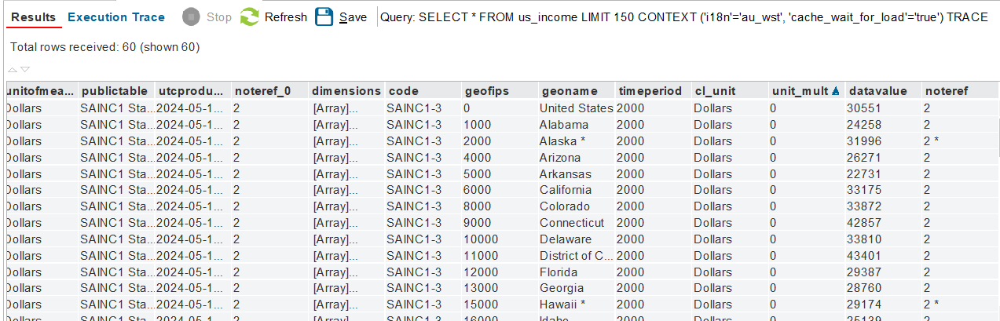 Results Execution Trace Stop Refresh Save Query: SELECT * FROM us_income LIMIT 150 CONTEXT ('i18n'='au_wst', 'cache_wait_for_load'='true') TRACE
Total rows received: 60 (shown 60)
unitofmea... publictable utcprodu... noteref_0 dimensions code geofips geoname timeperiod cl_unit unit_mult datavalue noteref
Dollars SAINC1 Sta... 2024-05-1... 2 [Array]... SAINC1-3 0 United States 2000 Dollars 0 30551 2
Dollars SAINC1 Sta... 2024-05-1... 2 [Array]... SAINC1-3 1000 Alabama 2000 Dollars 0 24258 2
Dollars SAINC1 Sta... 2024-05-1... 2 [Array]... SAINC1-3 2000 Alaska * 2000 Dollars 0 31996 2 *
Dollars SAINC1 Sta... 2024-05-1... 2 [Array]... SAINC1-3 4000 Arizona 2000 Dollars 0 26271 2
Dollars SAINC1 Sta... 2024-05-1... 2 [Array]... SAINC1-3 5000 Arkansas 2000 Dollars 0 22731 2
Dollars SAINC1 Sta... 2024-05-1... 2 [Array]... SAINC1-3 6000 California 2000 Dollars 0 33175 2
Dollars SAINC1 Sta... 2024-05-1... 2 [Array]... SAINC1-3 8000 Colorado 2000 Dollars 0 33872 2
Dollars SAINC1 Sta... 2024-05-1... 2 [Array]... SAINC1-3 9000 Connecticut 2000 Dollars 0 42857 2
Dollars SAINC1 Sta... 2024-05-1... 2 [Array]... SAINC1-3 10000 Delaware 2000 Dollars 0 33810 2
Dollars SAINC1 Sta... 2024-05-1... 2 [Array]... SAINC1-3 11000 District of C... 2000 Dollars 0 43401 2
Dollars SAINC1 Sta... 2024-05-1... 2 [Array]... SAINC1-3 12000 Florida 2000 Dollars 0 29387 2
Dollars SAINC1 Sta... 2024-05-1... 2 [Array]... SAINC1-3 13000 Georgia 2000 Dollars 0 28760 2
Dollars SAINC1 Sta... 2024-05-1... 2 [Array]... SAINC1-3 15000 Hawaii * 2000 Dollars 0 29174 2 *
Dollars SAINC1 Sta... 2024-05-1... 2 [Array]... SAINC1-3 16000 Idaho 2000 Dollars 0 25139 2